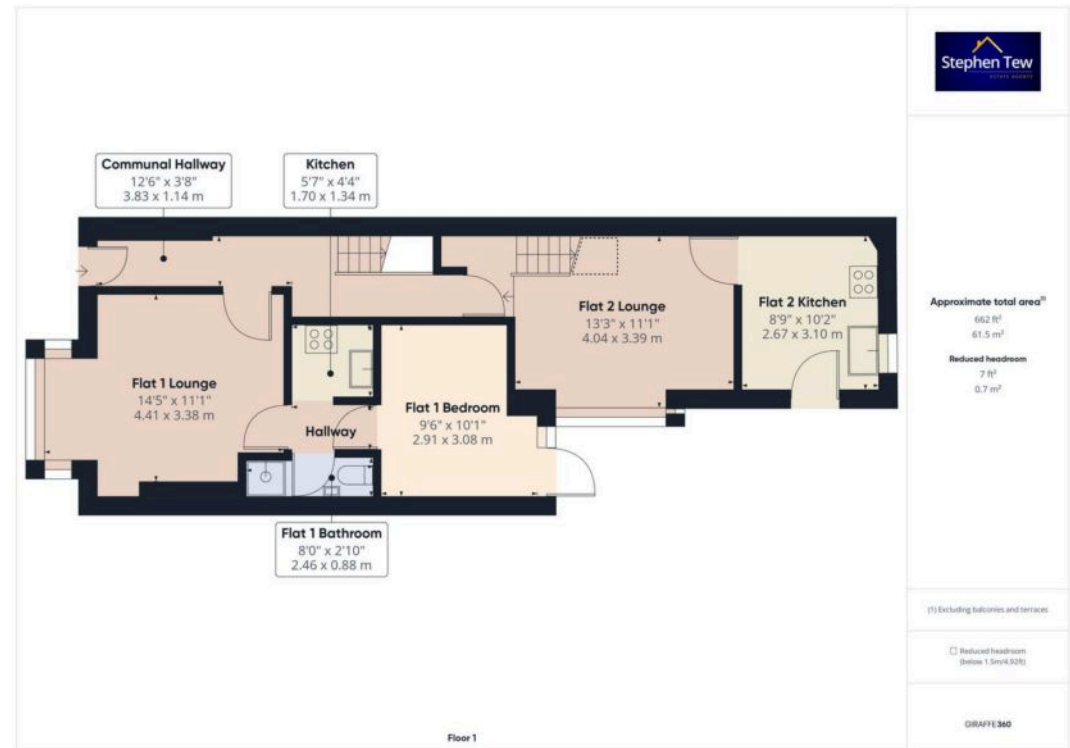 Stephen Tew
ESTATE AGENTS
Communal Hallway
12'6" x 3'8"
3.83 x 1.14 m
Kitchen
5'7" x 4'4"
1.70 x 1.34 m
Flat 1 Lounge
14'5" x 11'1"
4.41 x 3.38 m
Hallway
Flat 1 Bedroom
9'6" x 10'1"
2.91 x 3.08 m
Flat 2 Lounge
13'3" x 11'1"
4.04 x 3.39 m
Flat 2 Kitchen
8'9" x 10'2"
2.67 x 3.10 m
Flat 1 Bathroom
8'0" x 2'10"
2.46 x 0.88 m
Floor 1
Approximate total area⁽¹⁾
662 ft²
61.5 m²
Reduced headroom
7 ft²
0.7 m²
(1) Excluding balconies and terraces
Reduced headroom
(below 1.5m/4.92ft)
GIRAFFE360